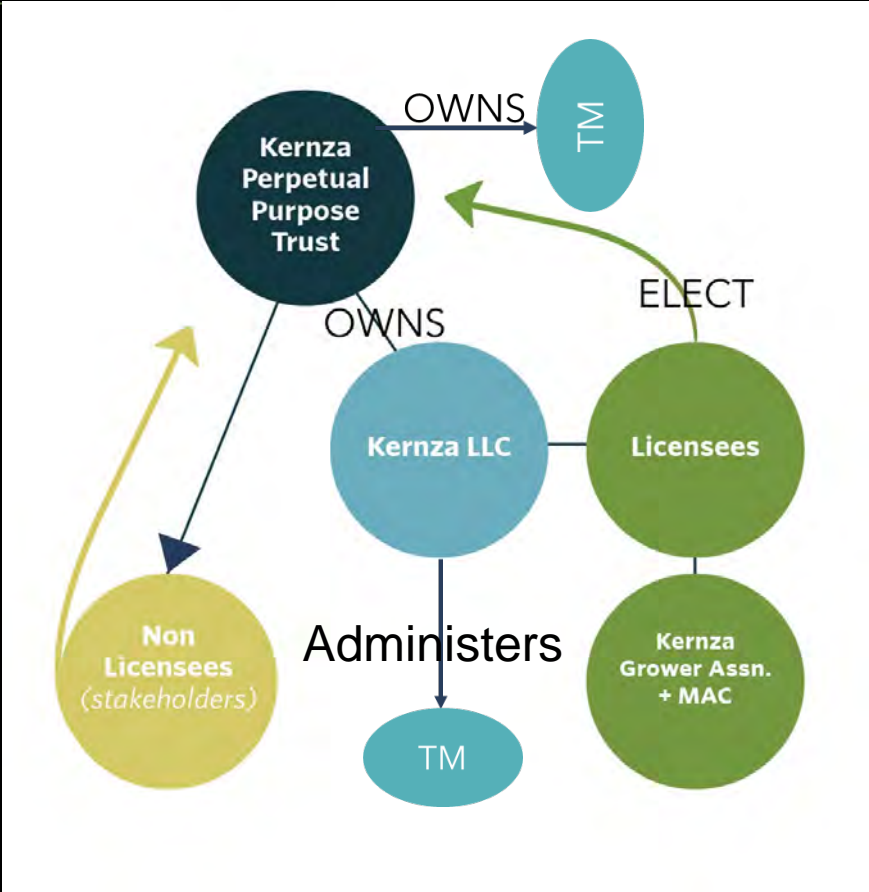 OWNS
TM
Kernza
Perpetual
Purpose
Trust
ELECT
OWNS
Kernza LLC
Licensees
Non
Licensees
(stakeholders)
Administers
Kernza
Grower Assn.
+ MAC
TM